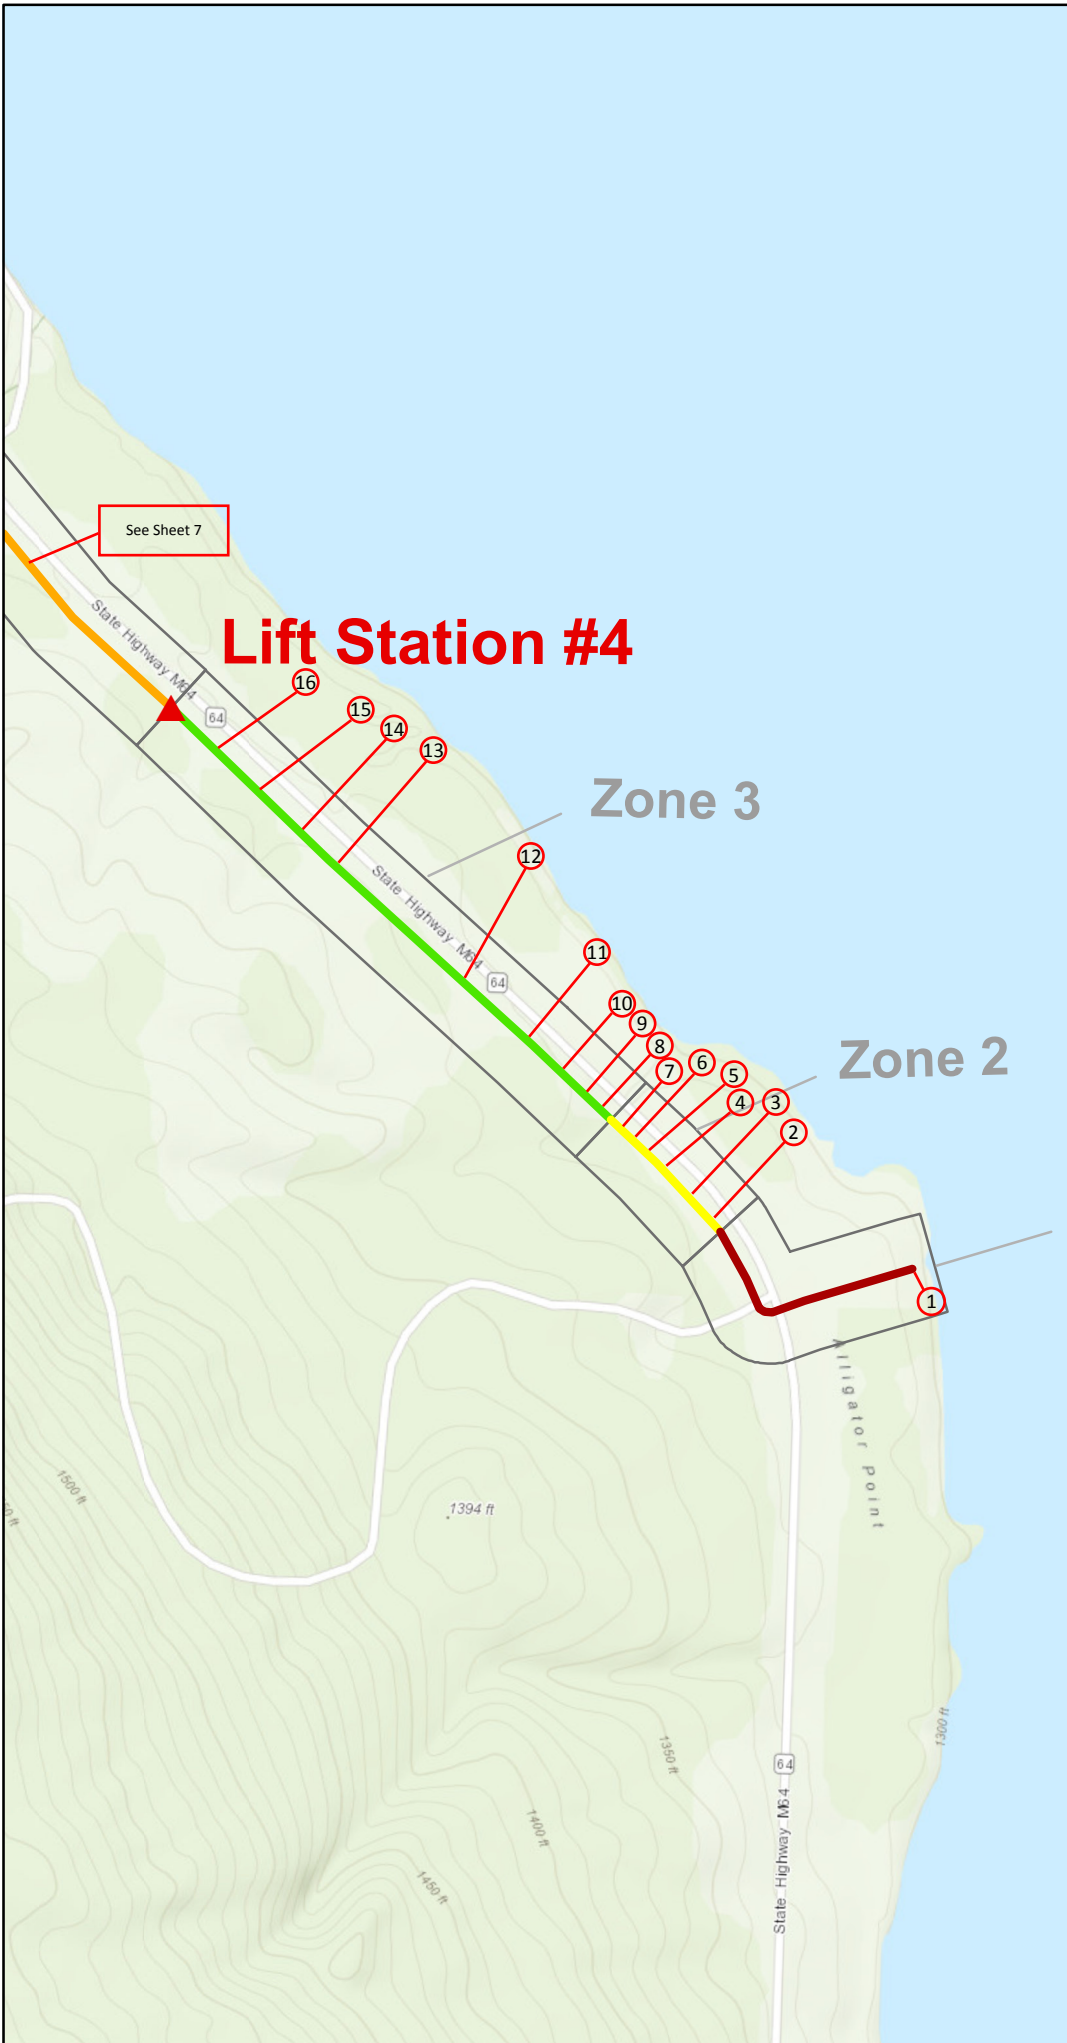 See Sheet 7
State Highway M64
Lift Station #4
64
16
15
14
13
Zone 3
12
State Highway M64
64
11
10
9
8
7
6
5
4
3
2
Zone 2
1
Alligator Point
1500 ft
1394 ft
1300 ft
1350 ft
64
1400 ft
State Highway M64
1450 ft